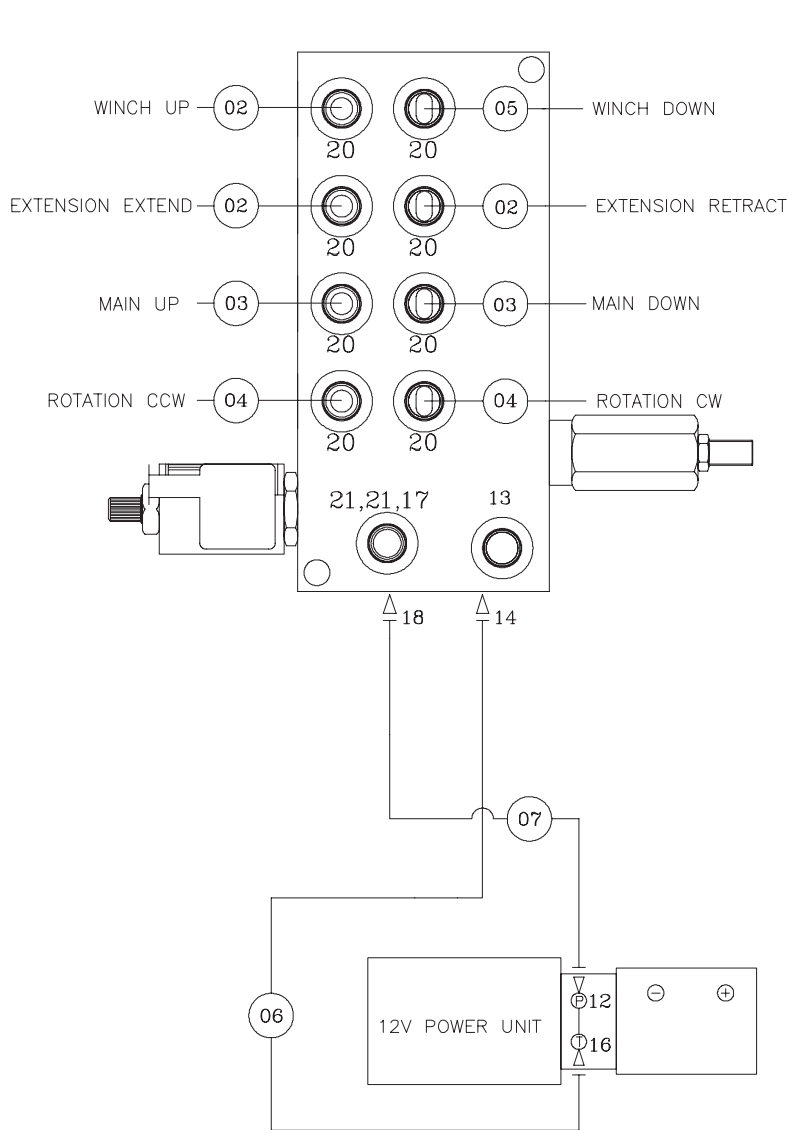 WINCH UP 02 05 WINCH DOWN
20 20
EXTENSION EXTEND 02 02 EXTENSION RETRACT
20 20
MAIN UP 03 03 MAIN DOWN
20 20
ROTATION CCW 04 04 ROTATION CW
20 20
21,21,17 13
18 14
07
06
12V POWER UNIT
P 12
T 16
- +